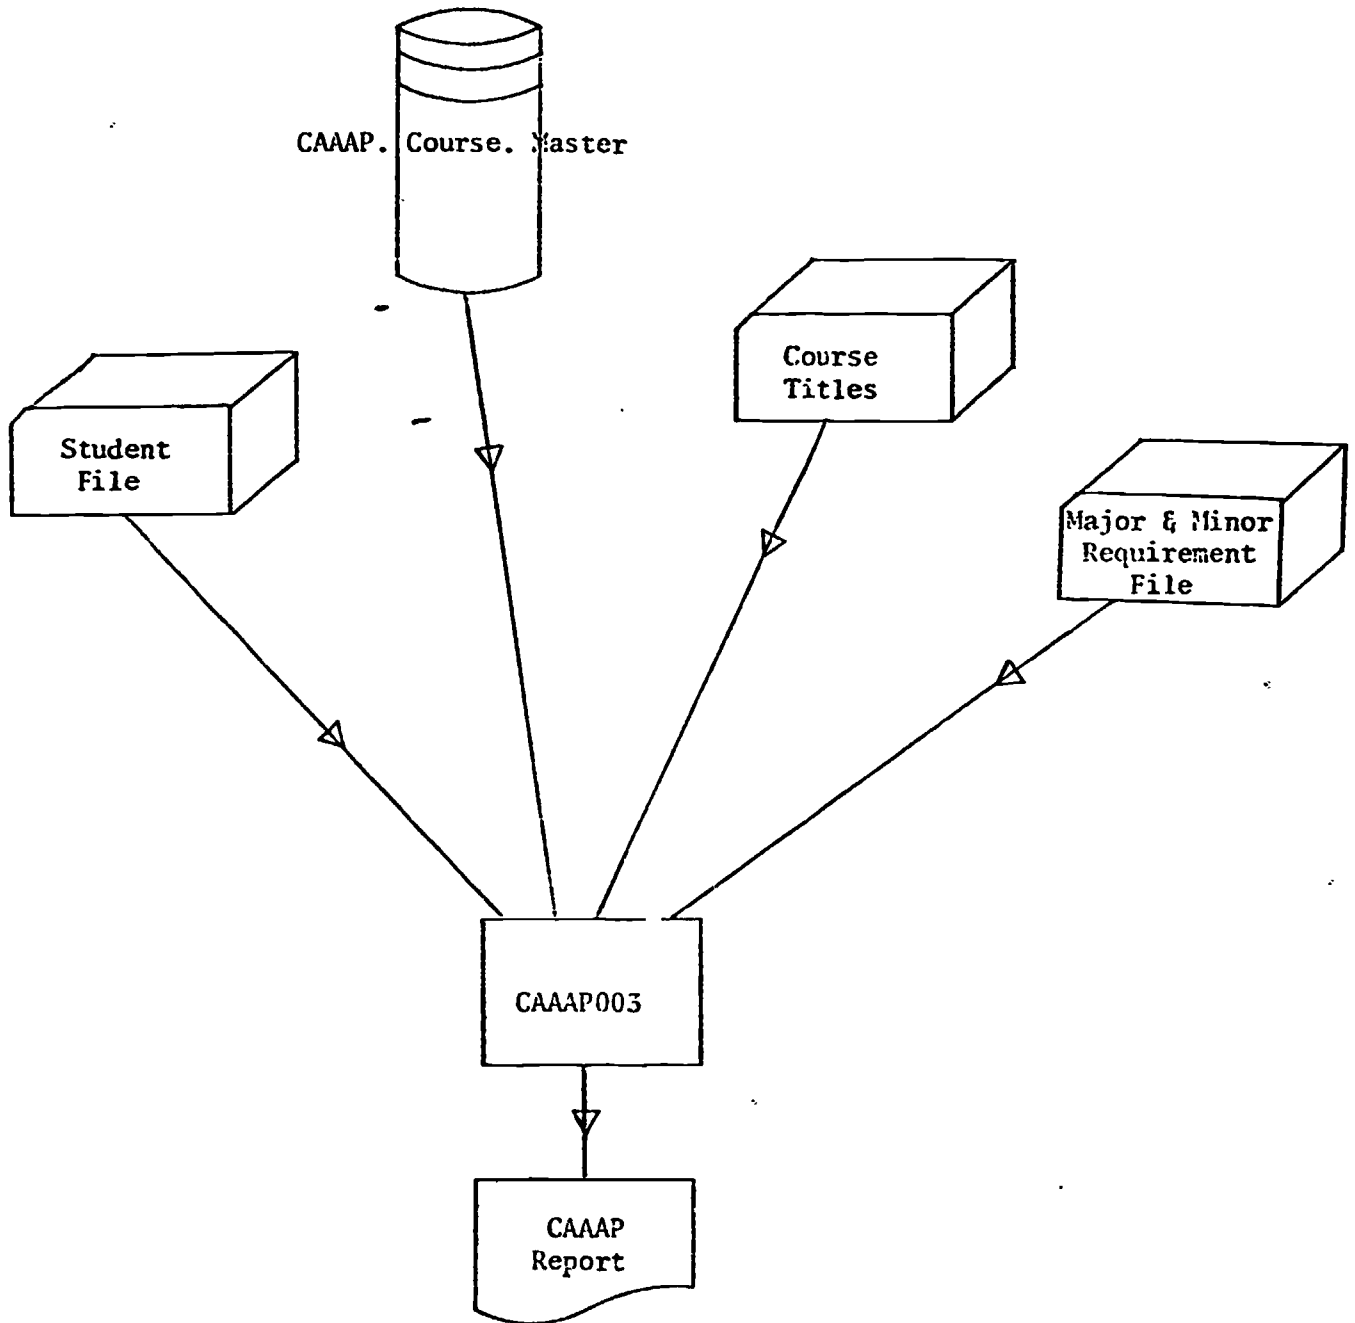 CAAAP. Course. Master
Course
Titles
Student
File
Major & Minor
Requirement
File
CAAAP003
CAAAP
Report